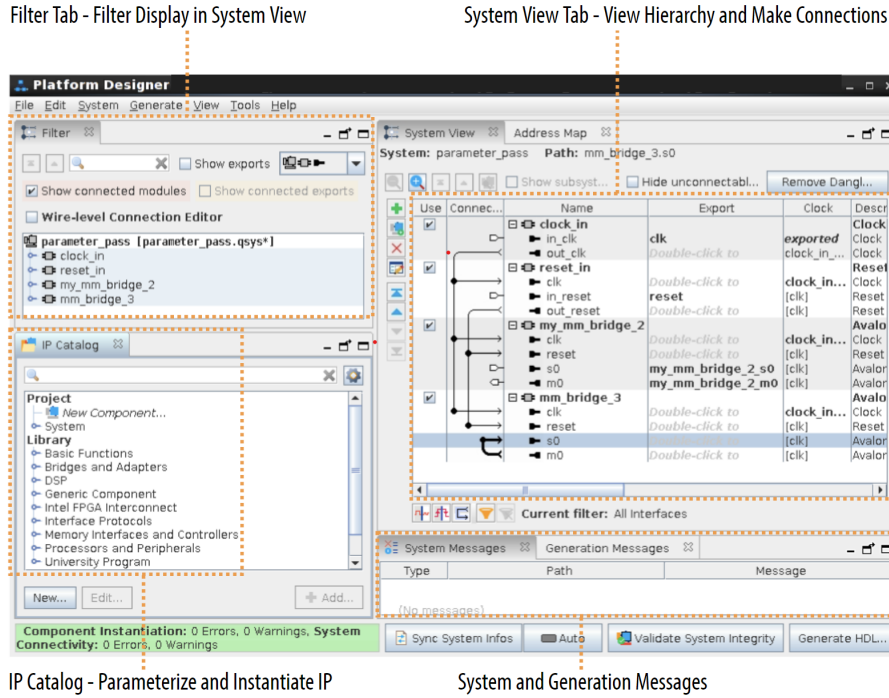 Filter Tab - Filter Display in System View
System View Tab - View Hierarchy and Make Connections
Platform Designer
File Edit System Generate View Tools Help
Filter
Show exports
Show connected modules Show connected exports
Wire-level Connection Editor
parameter_pass [parameter_pass.qsys*]
clock_in
reset_in
my_mm_bridge_2
mm_bridge_3
IP Catalog
Project
New Component...
System
Library
Basic Functions
Bridges and Adapters
DSP
Generic Component
Intel FPGA Interconnect
Interface Protocols
Memory Interfaces and Controllers
Processors and Peripherals
University Program
New... Edit... Add...
Component Instantiation: 0 Errors, 0 Warnings, System
Connectivity: 0 Errors, 0 Warnings
System View Address Map
System: parameter_pass Path: mm_bridge_3.s0
Show subsyst... Hide unconnectabl... Remove Dangl...
Use Connec... Name Export Clock Descr
clock_in Clock
in_clk clk exported Clock
out_clk Double-click to clock_in_... Clock
reset_in Reset
clk Double-click to clock_in... Clock
in_reset reset [clk] Reset
out_reset Double-click to [clk] Reset
my_mm_bridge_2 Avalo
clk Double-click to clock_in... Clock
reset Double-click to [clk] Reset
s0 my_mm_bridge_2_s0 [clk] Avalor
m0 my_mm_bridge_2_m0 [clk] Avalor
mm_bridge_3 Avalo
clk Double-click to clock_in... Clock
reset Double-click to [clk] Reset
s0 Double-click to [clk] Avalor
m0 Double-click to [clk] Avalor
Current filter: All Interfaces
System Messages Generation Messages
Type Path Message
(No messages)
Sync System Infos Auto Validate System Integrity Generate HDL...
IP Catalog - Parameterize and Instantiate IP
System and Generation Messages